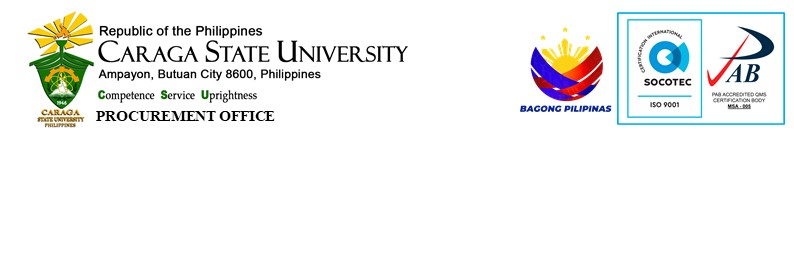 Republic of the Philippines
CARAGA STATE UNIVERSITY
Ampayon, Butuan City 8600, Philippines
Competence Service Uprightness
PROCUREMENT OFFICE
1946
CARAGA
STATE UNIVERSITY
PHILIPPINES
BAGONG PILIPINAS
CERTIFICATION INTERNATIONAL
SOCOTEC
ISO 9001
PAB
PAB ACCREDITED QMS
CERTIFICATION BODY
MSA - 005